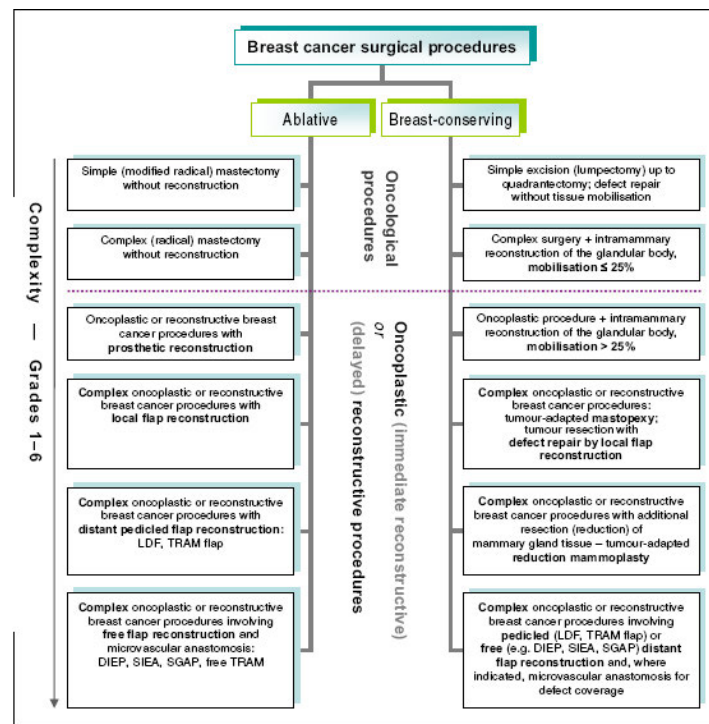 Breast cancer surgical procedures
Ablative
Breast-conserving
Complexity — Grades 1–6
Oncological
procedures
Simple (modified radical) mastectomy
without reconstruction
Simple excision (lumpectomy) up to
quadrantectomy; defect repair
without tissue mobilisation
Complex (radical) mastectomy
without reconstruction
Complex surgery + intramammary
reconstruction of the glandular body,
mobilisation ≤ 25%
Oncoplastic (immediate reconstructive)
or
(delayed) reconstructive procedures
Oncoplastic or reconstructive breast
cancer procedures with
prosthetic reconstruction
Oncoplastic procedure + intramammary
reconstruction of the glandular body,
mobilisation > 25%
Complex oncoplastic or reconstructive
breast cancer procedures with
local flap reconstruction
Complex oncoplastic or reconstructive
breast cancer procedures:
tumour-adapted mastopexy;
tumour resection with
defect repair by local flap
reconstruction
Complex oncoplastic or reconstructive
breast cancer procedures with
distant pedicled flap reconstruction:
LDF, TRAM flap
Complex oncoplastic or reconstructive
breast cancer procedures with additional
resection (reduction) of
mammary gland tissue – tumour-adapted
reduction mammoplasty
Complex oncoplastic or reconstructive
breast cancer procedures involving
free flap reconstruction and
microvascular anastomosis:
DIEP, SIEA, SGAP, free TRAM
Complex oncoplastic or reconstructive
breast cancer procedures involving
pedicled (LDF, TRAM flap) or
free (e.g. DIEP, SIEA, SGAP) distant
flap reconstruction and, where
indicated, microvascular anastomosis for
defect coverage